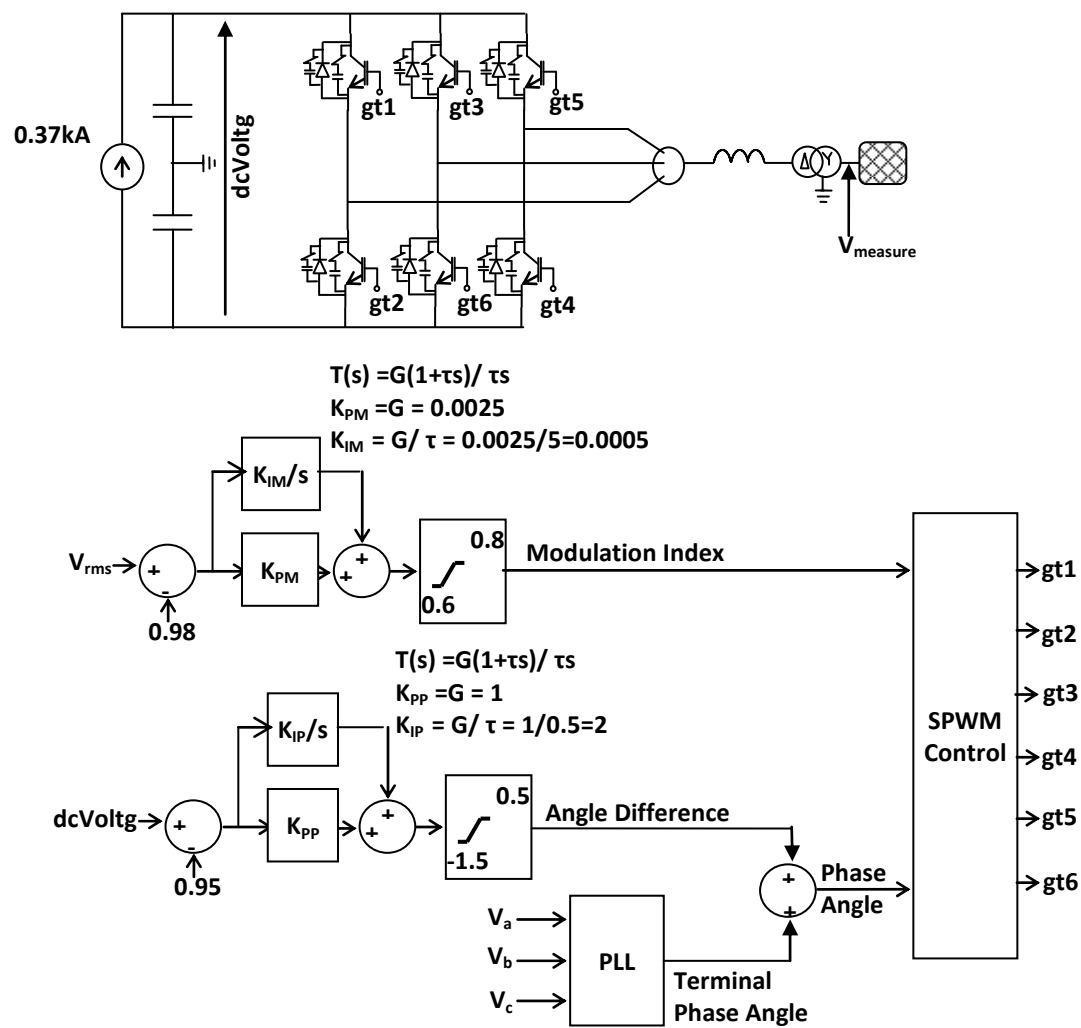 gt1
gt3
gt5
0.37kA
dcVoltg
Δ
Y
Vmeasure
gt2
gt6
gt4
T(s) =G(1+τs)/ τs
KPM =G = 0.0025
KIM = G/ τ = 0.0025/5=0.0005
KIM/s
Vrms
+
-
0.98
KPM
+
+
0.8
0.6
Modulation Index
T(s) =G(1+τs)/ τs
KPP =G = 1
KIP = G/ τ = 1/0.5=2
KIP/s
dcVoltg
+
-
0.95
KPP
+
+
0.5
-1.5
Angle Difference
+
+
Phase
Angle
Va
Vb
Vc
PLL
Terminal
Phase Angle
SPWM
Control
gt1
gt2
gt3
gt4
gt5
gt6